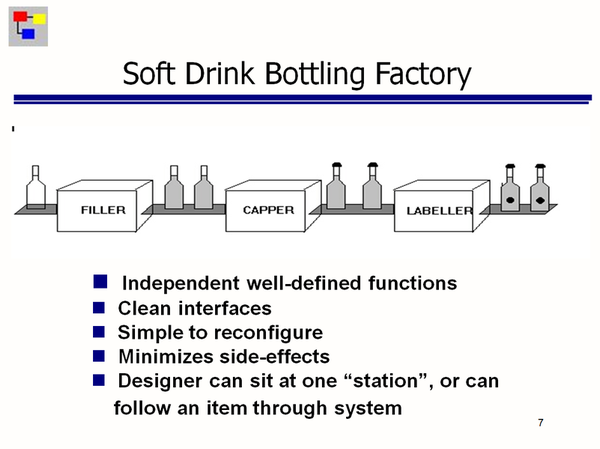 Soft Drink Bottling Factory
FILLER
CAPPER
LABELLER
Independent well-defined functions
Clean interfaces
Simple to reconfigure
Minimizes side-effects
Designer can sit at one “station”, or can
follow an item through system
7